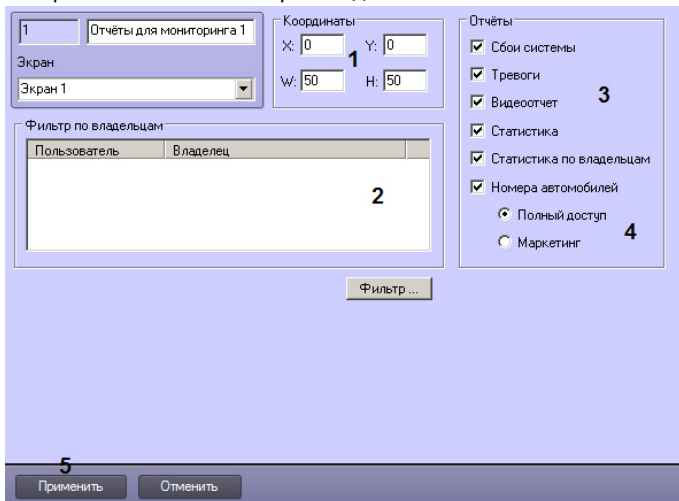 1 Отчёты для мониторинга 1
Экран
Экран 1
Координаты
X: 0 Y: 0
1
W: 50 H: 50
Отчёты
Сбои системы
Тревоги
Видеоотчет
3
Статистика
Статистика по владельцам
Номера автомобилей
Полный доступ
4
Маркетинг
Фильтр по владельцам
Пользователь Владелец
2
Фильтр ...
5
Применить Отменить